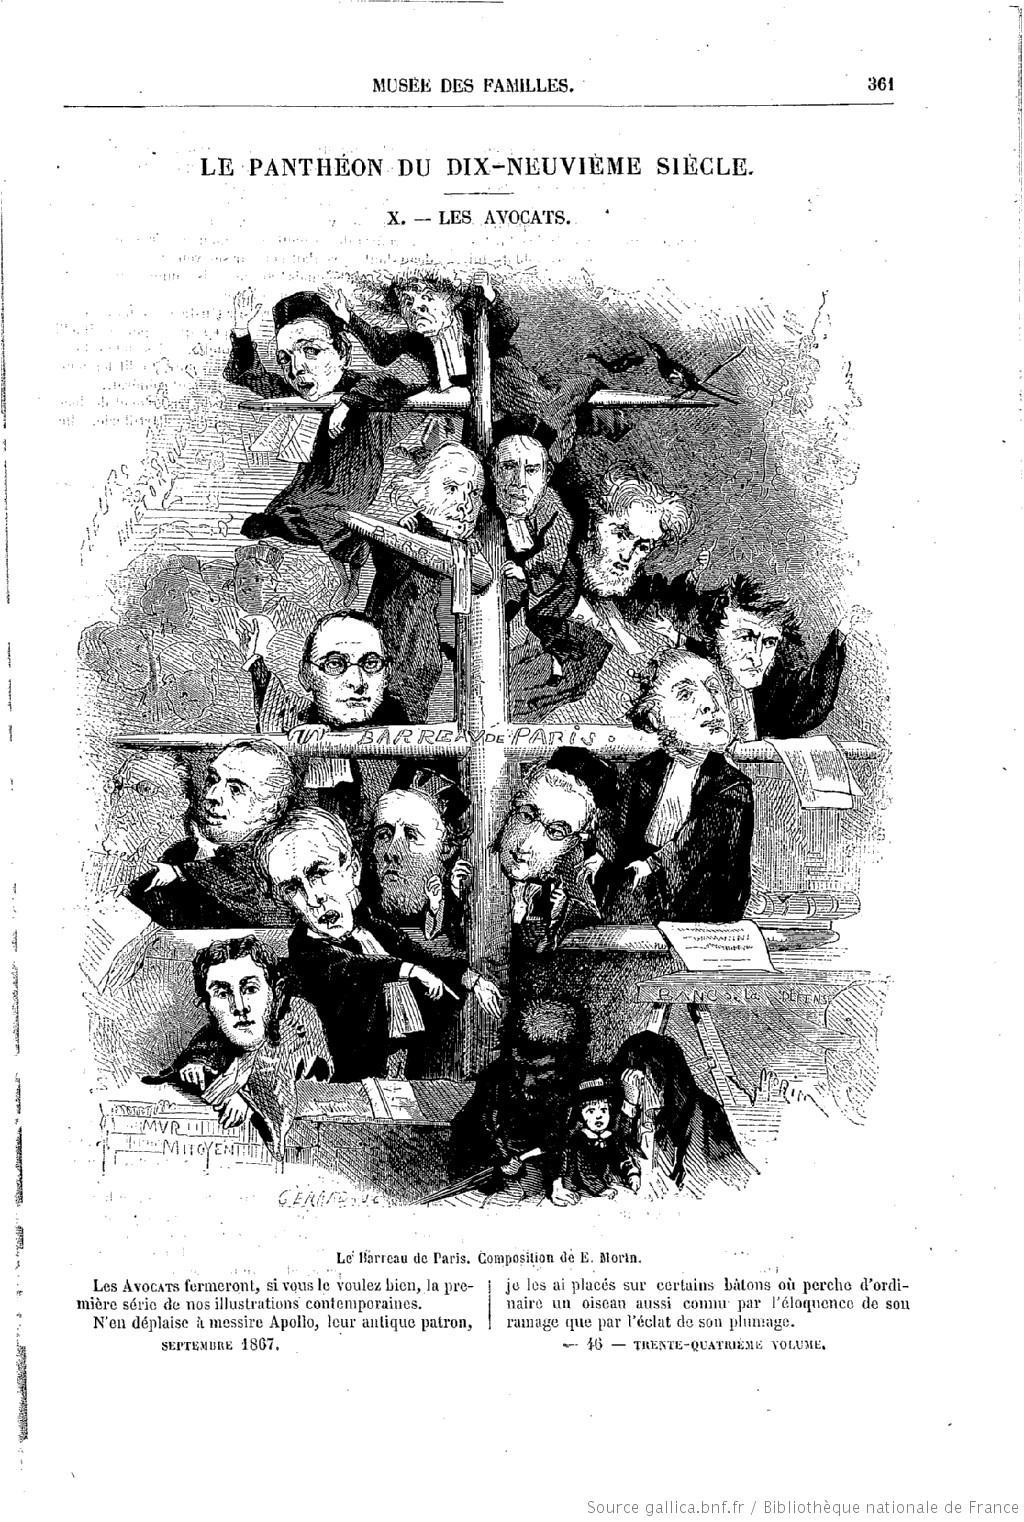 MUSÉE DES FAMILLES.
361
LE PANTHÉON DU DIX-NEUVIÈME SIÈCLE.
X. — LES AVOCATS.
UN BARREAU DE PARIS.
BANC DE LA DÉFENSE
MORIN
MVR
MITOYEN
GÉRARD
Le Barreau de Paris. Composition de E. Morin.
Les Avocats fermeront, si vous le voulez bien, la pre-
mière série de nos illustrations contemporaines.
N'en déplaise à messire Apollo, leur antique patron,
je les ai placés sur certains bâtons où perche d'ordi-
naire un oiseau aussi connu par l'éloquence de son
ramage que par l'éclat de son plumage.
SEPTEMBRE 1867.
— 46 — TRENTE-QUATRIÈME VOLUME.
Source gallica.bnf.fr / Bibliothèque nationale de France